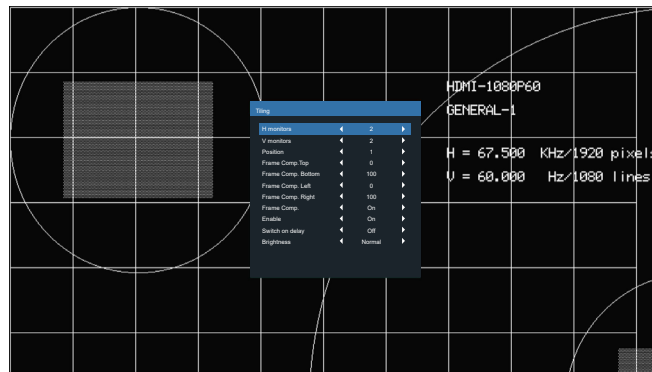 HDMI-1080P60
GENERAL-1
H = 67.500 KHz/1920 pixels
V = 60.000 Hz/1080 lines
Tiling
H monitors 2
V monitors 2
Position 1
Frame Comp.Top 0
Frame Comp. Bottom 100
Frame Comp. Left 0
Frame Comp. Right 100
Frame Comp. On
Enable On
Switch on delay Off
Brightness Normal